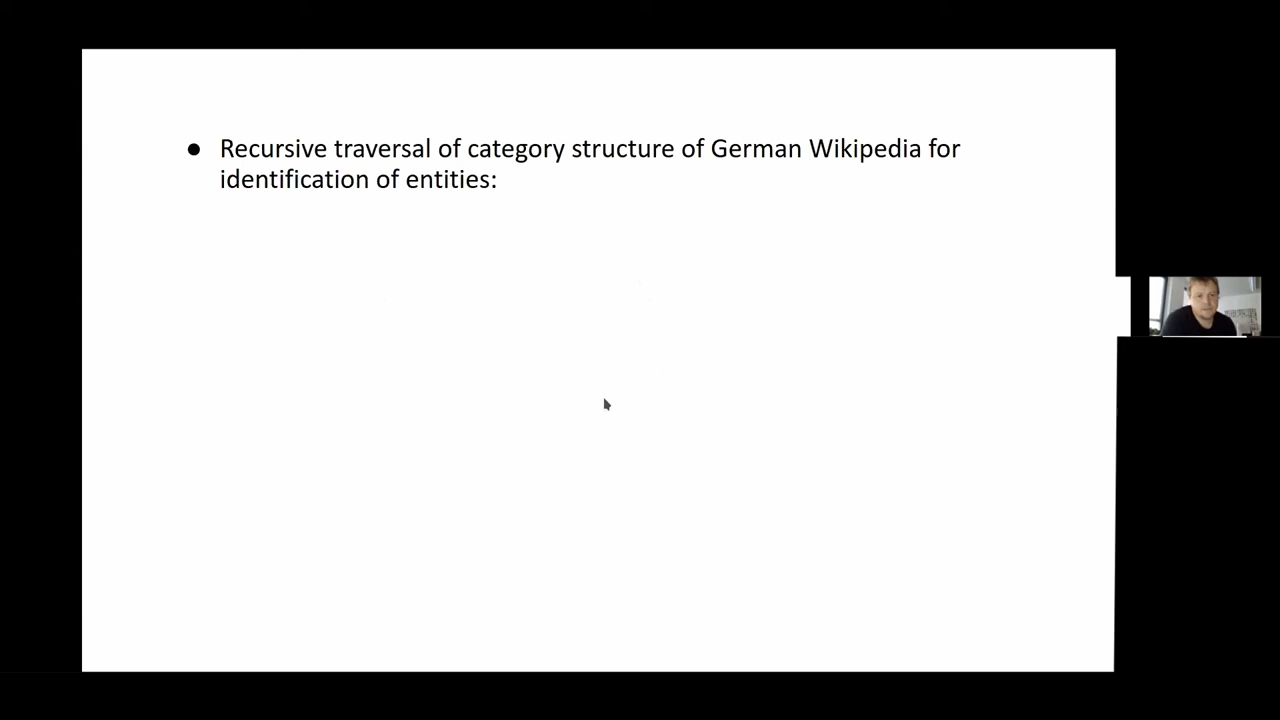 ● Recursive traversal of category structure of German Wikipedia for
identification of entities: